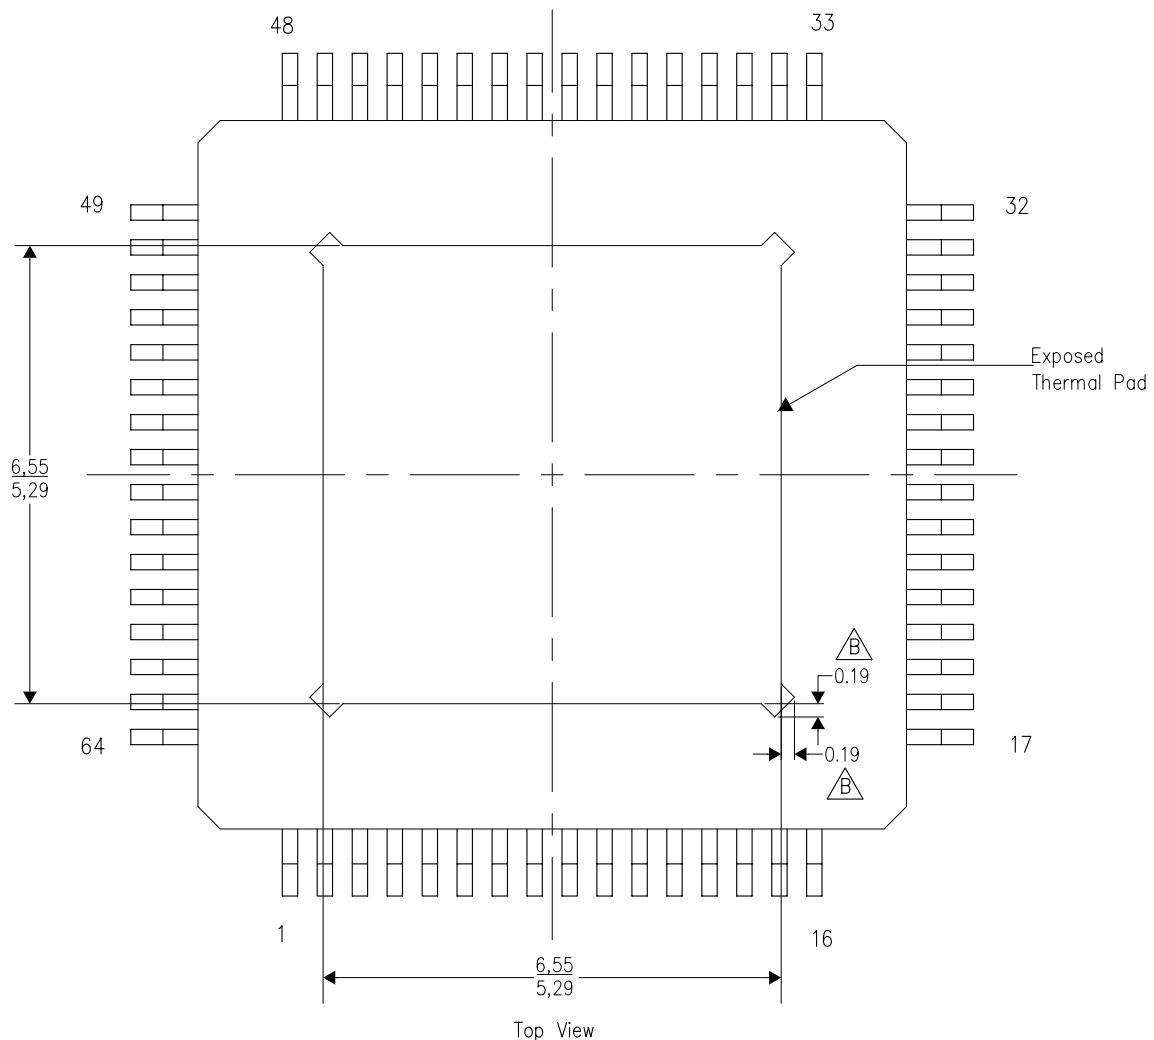 48
33
49
32
Exposed
Thermal Pad
6,55
5,29
B
0.19
64
17
0.19
B
1
16
6,55
5,29
Top View